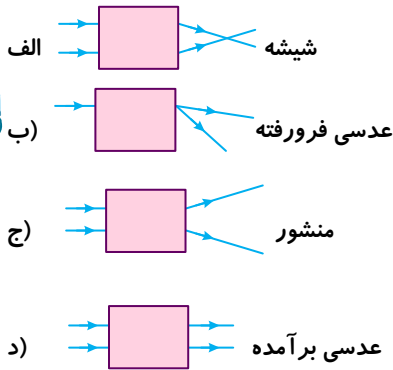 الف شیشه
ب) عدسی فرورفته
ج) منشور
د) عدسی برآمده